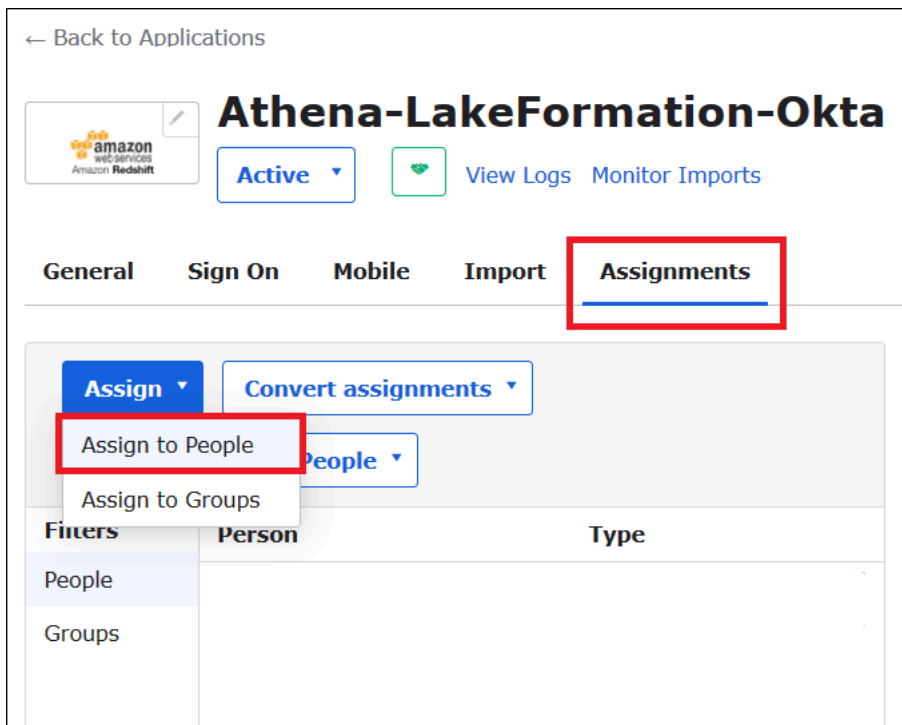 ← Back to Applications
Athena-LakeFormation-Okta
amazon
web services
Amazon Redshift
Active
View Logs Monitor Imports
General Sign On Mobile Import Assignments
Assign Convert assignments
Assign to People
People
Assign to Groups
Filters Person Type
People
Groups